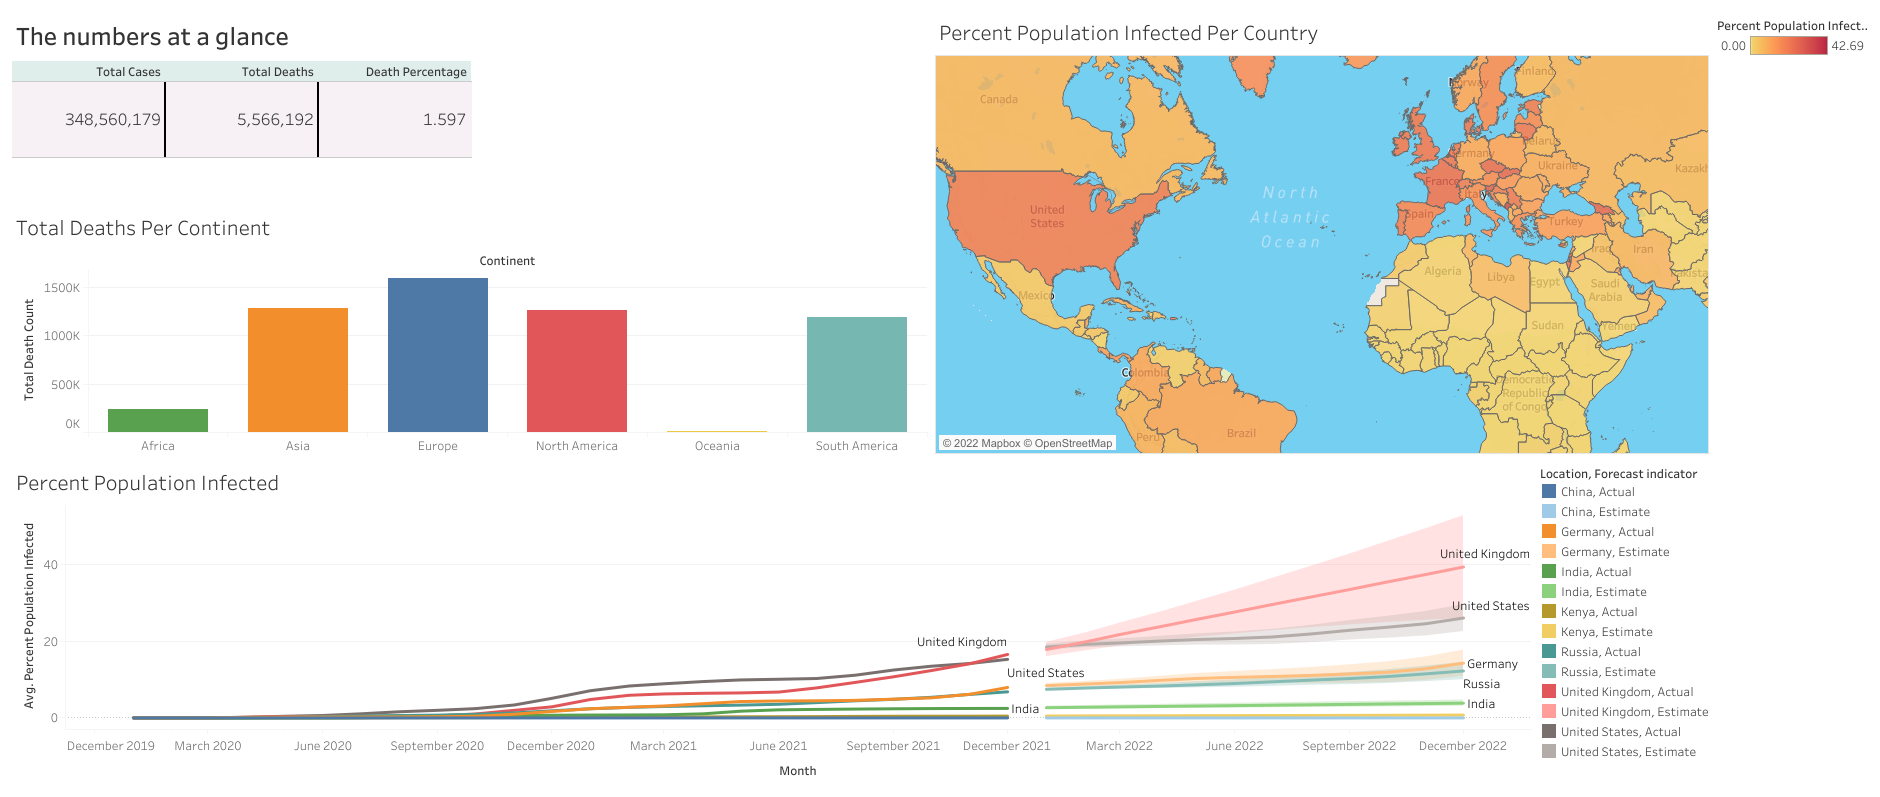 The numbers at a glance
Total Cases Total Deaths Death Percentage
348,560,179 5,566,192 1.597
Total Deaths Per Continent
Continent
Total Death Count
1500K
1000K
500K
0K
Africa Asia Europe North America Oceania South America
Percent Population Infected Per Country
Percent Population Infect..
0.00 42.69
Canada
United
States
Mexico
Colombia
Peru
Brazil
North
Atlantic
Ocean
Norway
Finland
Germany
Belaru
Ukraine
Kazakh
France
Italy
Spain
Turkey
Iraq
Iran
Pakista
Algeria
Libya
Egypt
Saudi
Arabia
Sudan
Yemen
Democratic
Republic
of Congo
© 2022 Mapbox © OpenStreetMap
Percent Population Infected
Avg. Percent Population Infected
40
20
0
United Kingdom
United States
India
United Kingdom
United States
Germany
Russia
India
December 2019 March 2020 June 2020 September 2020 December 2020 March 2021 June 2021 September 2021 December 2021 March 2022 June 2022 September 2022 December 2022
Month
Location, Forecast indicator
China, Actual
China, Estimate
Germany, Actual
Germany, Estimate
India, Actual
India, Estimate
Kenya, Actual
Kenya, Estimate
Russia, Actual
Russia, Estimate
United Kingdom, Actual
United Kingdom, Estimate
United States, Actual
United States, Estimate